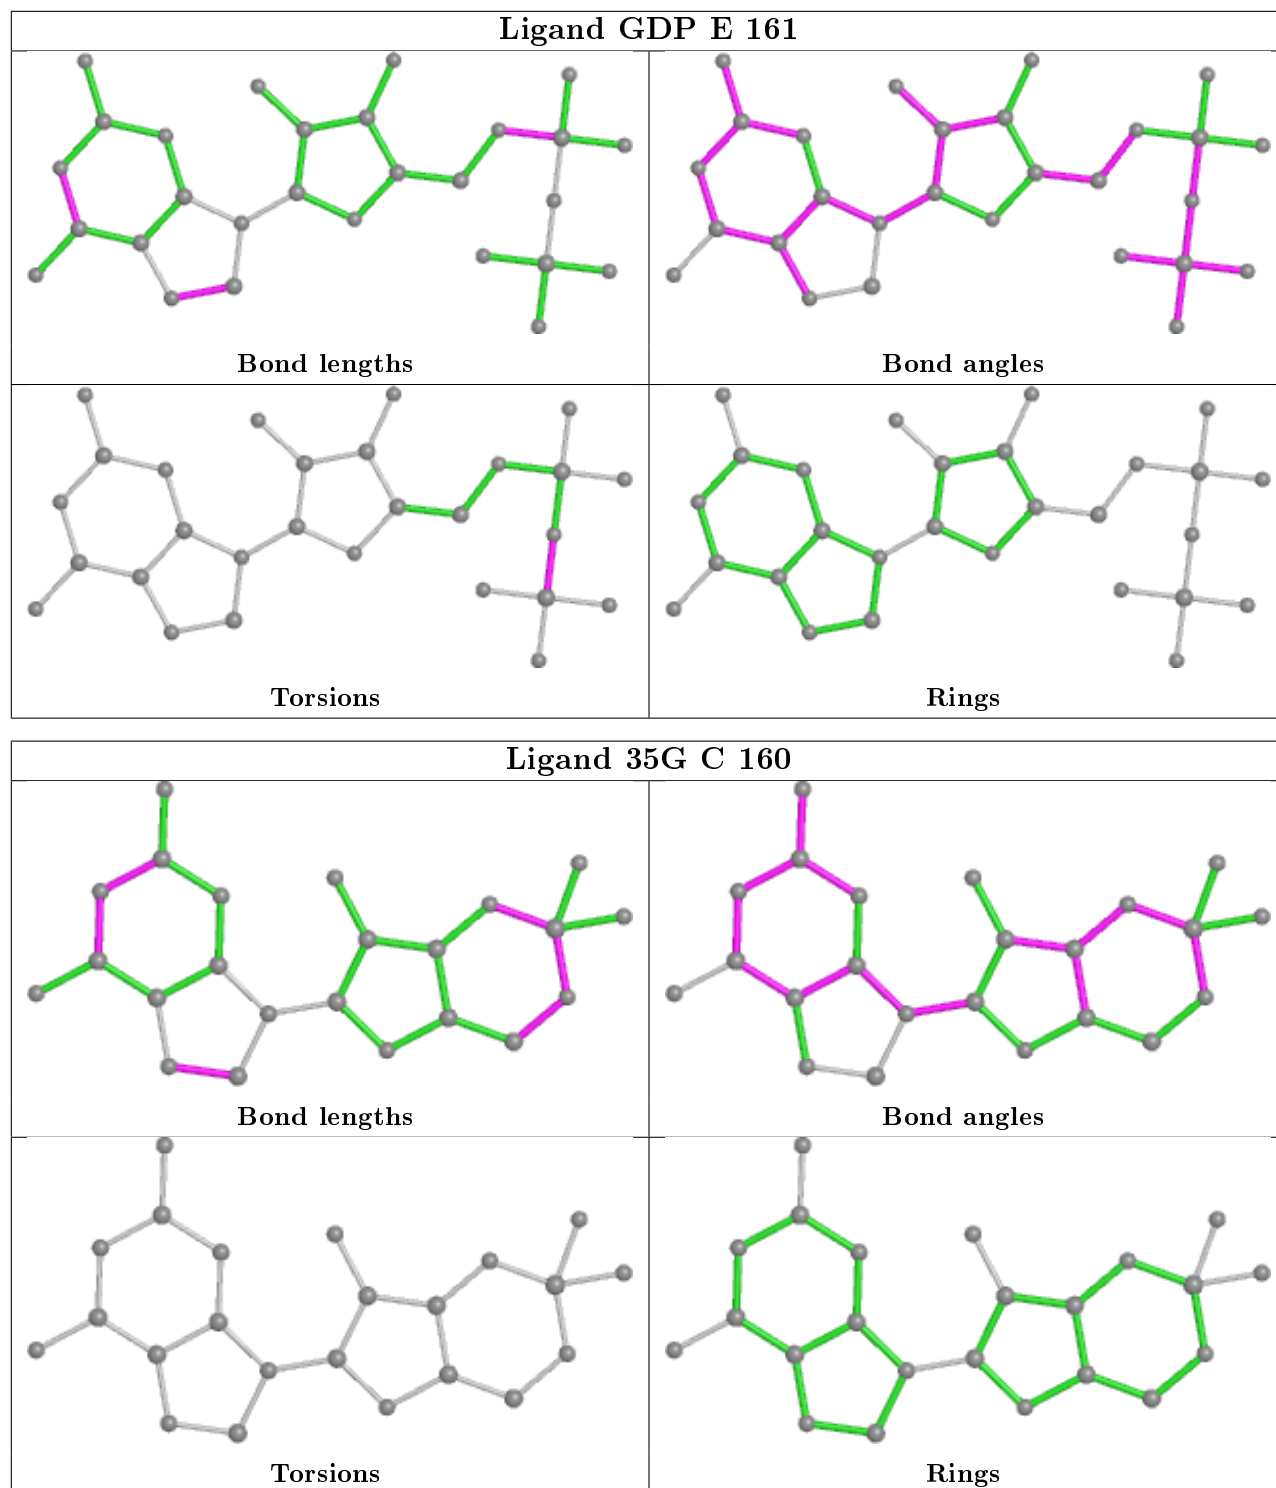 Ligand GDP E 161
Bond lengths
Bond angles
Torsions
Rings
Ligand 35G C 160
Bond lengths
Bond angles
Torsions
Rings